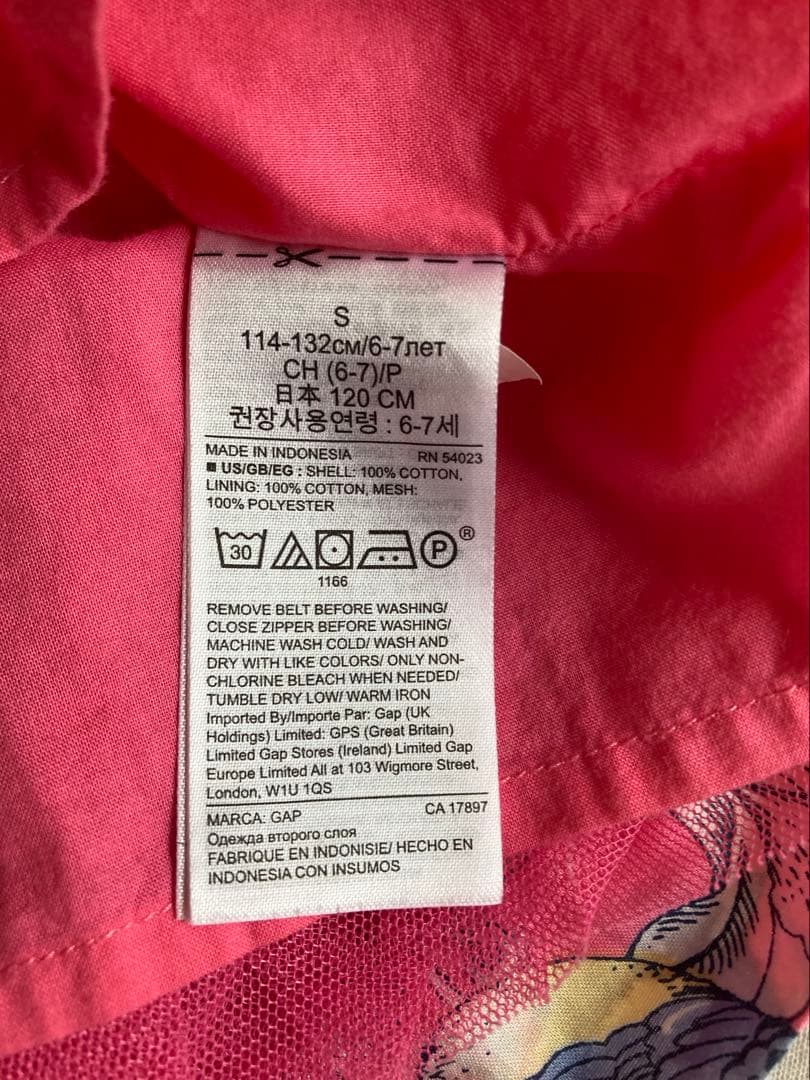 S
114-132см/6-7лет
CH (6-7)/P
日本 120 CM
권장사용연령 : 6-7세
MADE IN INDONESIA RN 54023
■ US/GB/EG : SHELL: 100% COTTON,
LINING: 100% COTTON, MESH:
100% POLYESTER
30 P ®
1166
REMOVE BELT BEFORE WASHING/
CLOSE ZIPPER BEFORE WASHING/
MACHINE WASH COLD/ WASH AND
DRY WITH LIKE COLORS/ ONLY NON-
CHLORINE BLEACH WHEN NEEDED/
TUMBLE DRY LOW/ WARM IRON
Imported By/Importe Par: Gap (UK
Holdings) Limited: GPS (Great Britain)
Limited Gap Stores (Ireland) Limited Gap
Europe Limited All at 103 Wigmore Street,
London, W1U 1QS
MARCA: GAP CA 17897
Одежда второго слоя
FABRIQUE EN INDONISIE/ HECHO EN
INDONESIA CON INSUMOS